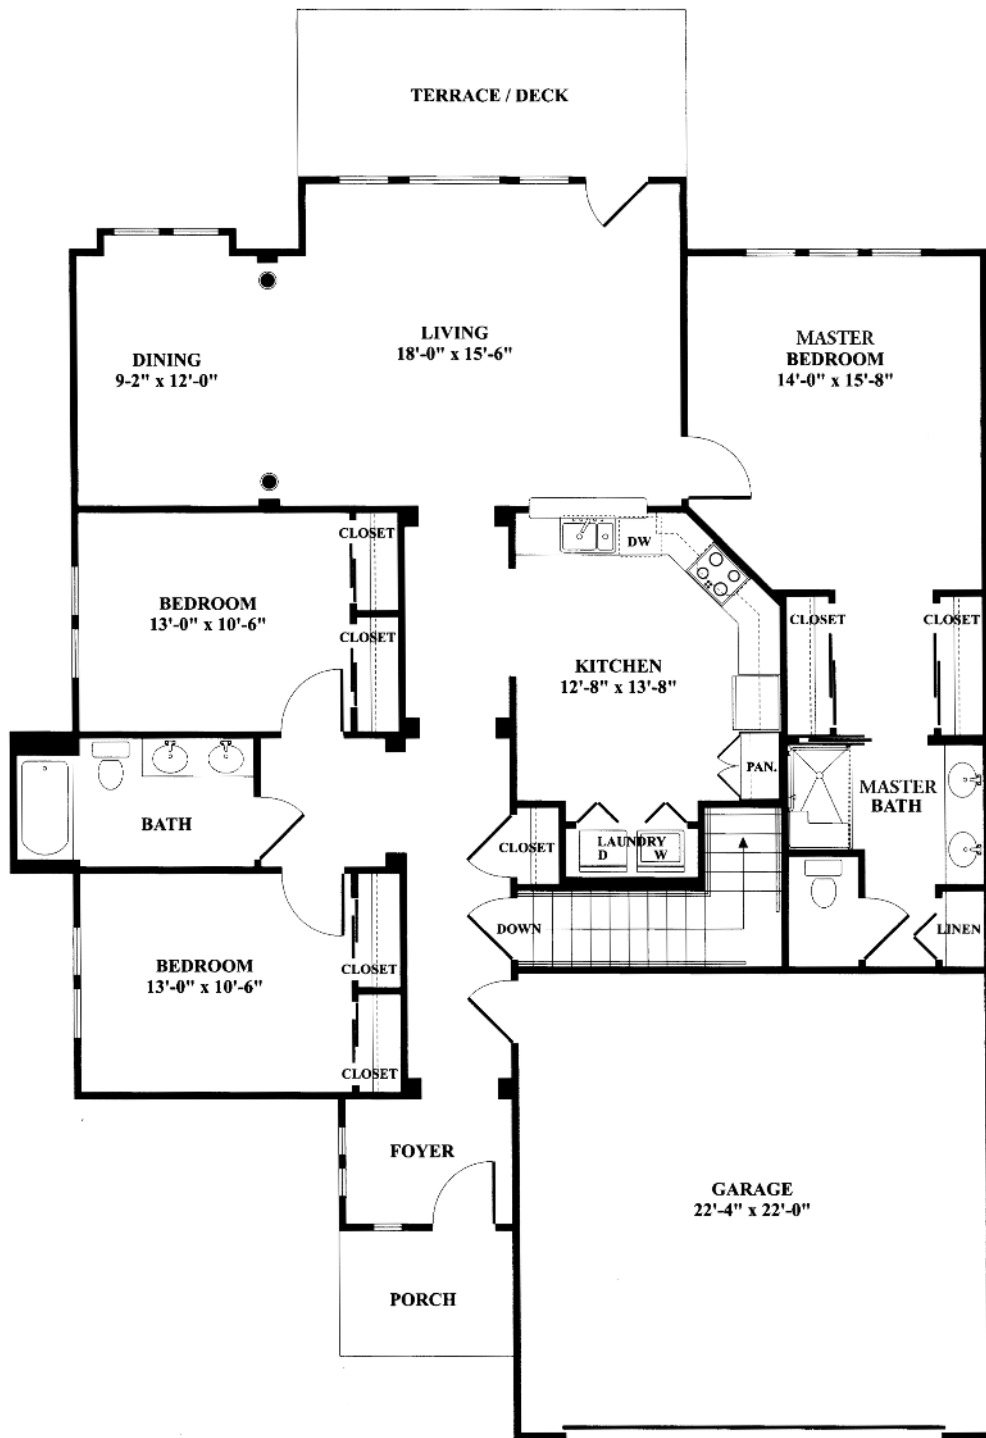 TERRACE / DECK
LIVING
18'-0" x 15'-6"
DINING
9-2" x 12'-0"
MASTER
BEDROOM
14'-0" x 15'-8"
CLOSET
DW
BEDROOM
13'-0" x 10'-6"
CLOSET
KITCHEN
12'-8" x 13'-8"
CLOSET
CLOSET
PAN.
MASTER
BATH
BATH
CLOSET
LAUNDRY
D
W
DOWN
LINEN
BEDROOM
13'-0" x 10'-6"
CLOSET
CLOSET
FOYER
GARAGE
22'-4" x 22'-0"
PORCH